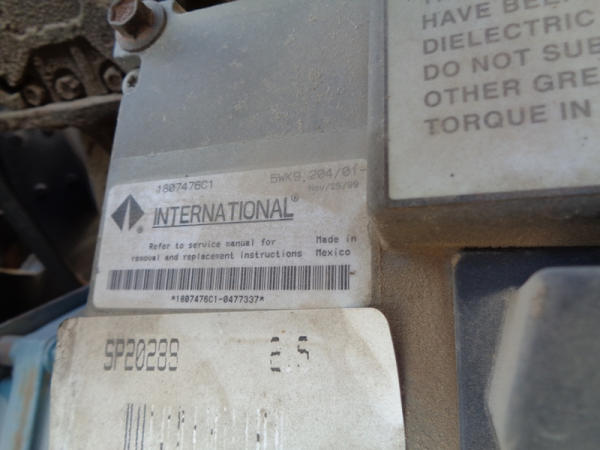 HAVE BEE
DIELECTRIC
DO NOT SUB
OTHER GRE
TORQUE IN
1807476C1 5WK9 204/01-
Nov/25/99
INTERNATIONAL®
Refer to service manual for
removal and replacement instructions
Made in
Mexico
*1807476C1-0477337*
SP20289